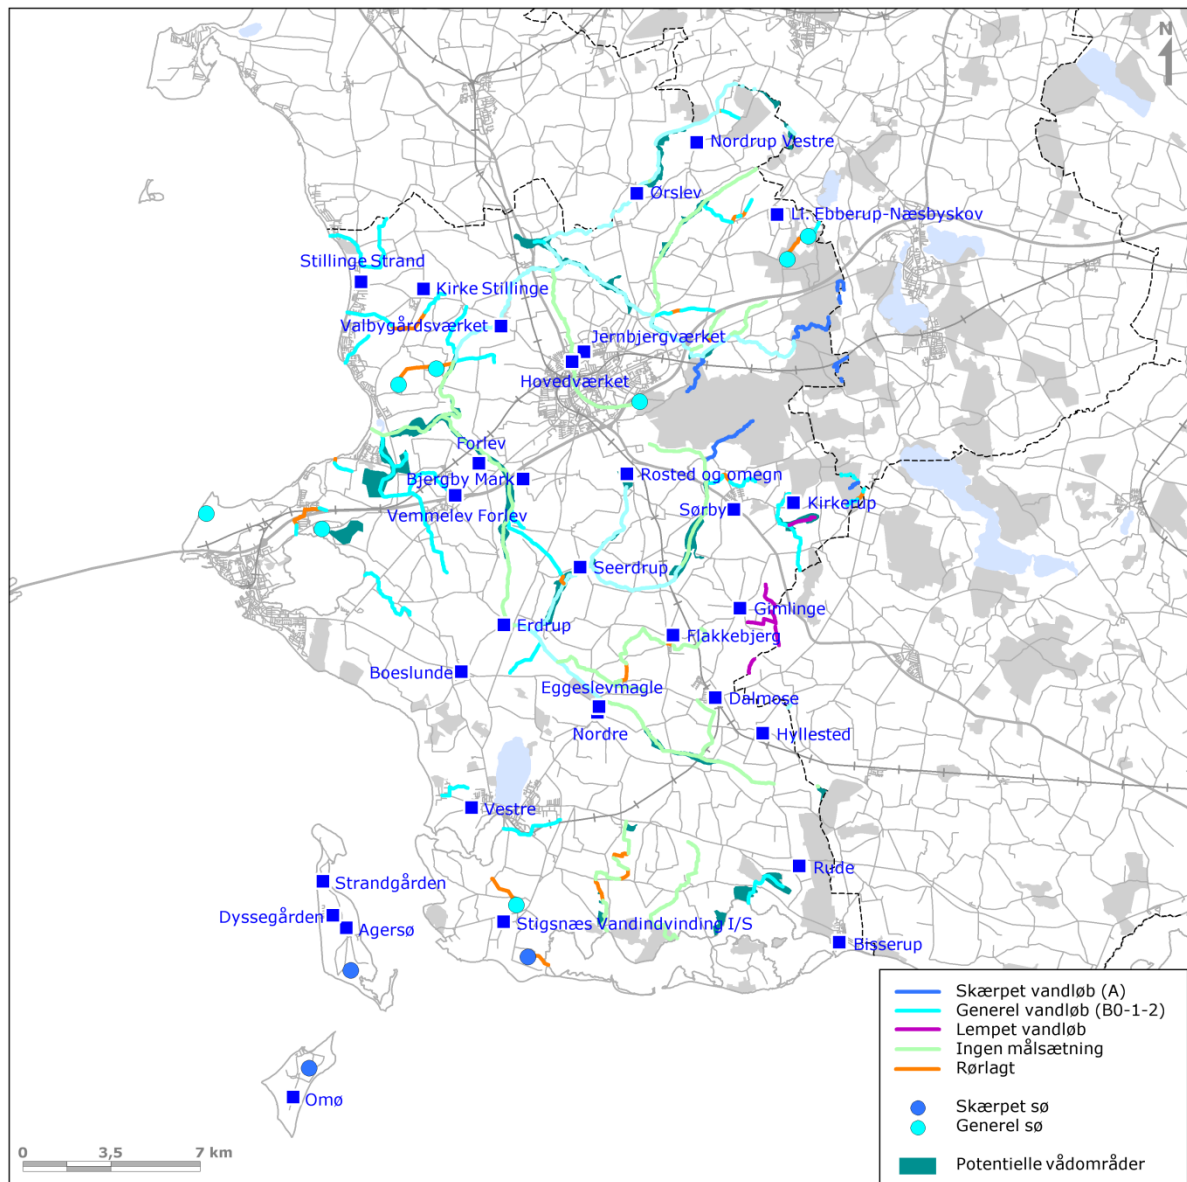 N
Nordrup Vestre
Ørslev
Ll. Ebberup-Næsbyskov
Stillinge Strand
Kirke Stillinge
Valbygårdsværket
Jernbjergværket
Hovedværket
Forlev
Bjergby Mark
Rosted og omegn
Vemmelev Forlev
Sørby
Kirkerup
Seerdrup
Gimlinge
Erdrup
Flakkebjerg
Boeslunde
Eggeslevmagle
Dalmose
Nordre
Hyllested
Vestre
Rude
Strandgården
Dyssegården
Agersø
Stigsnæs Vandindvinding I/S
Bisserup
Omø
Skærpet vandløb (A)
Generel vandløb (B0-1-2)
Lempet vandløb
Ingen målsætning
Rørlagt
Skærpet sø
Generel sø
Potentielle vådområder
0 3,5 7 km